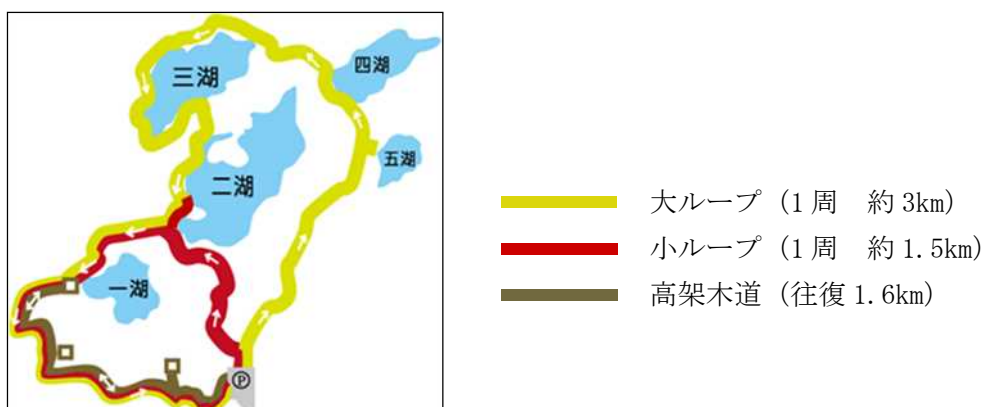 四湖
三湖
五湖
二湖
一湖
Ⓟ
大ループ (1周　約3km)
小ループ (1周　約1.5km)
高架木道 (往復1.6km)